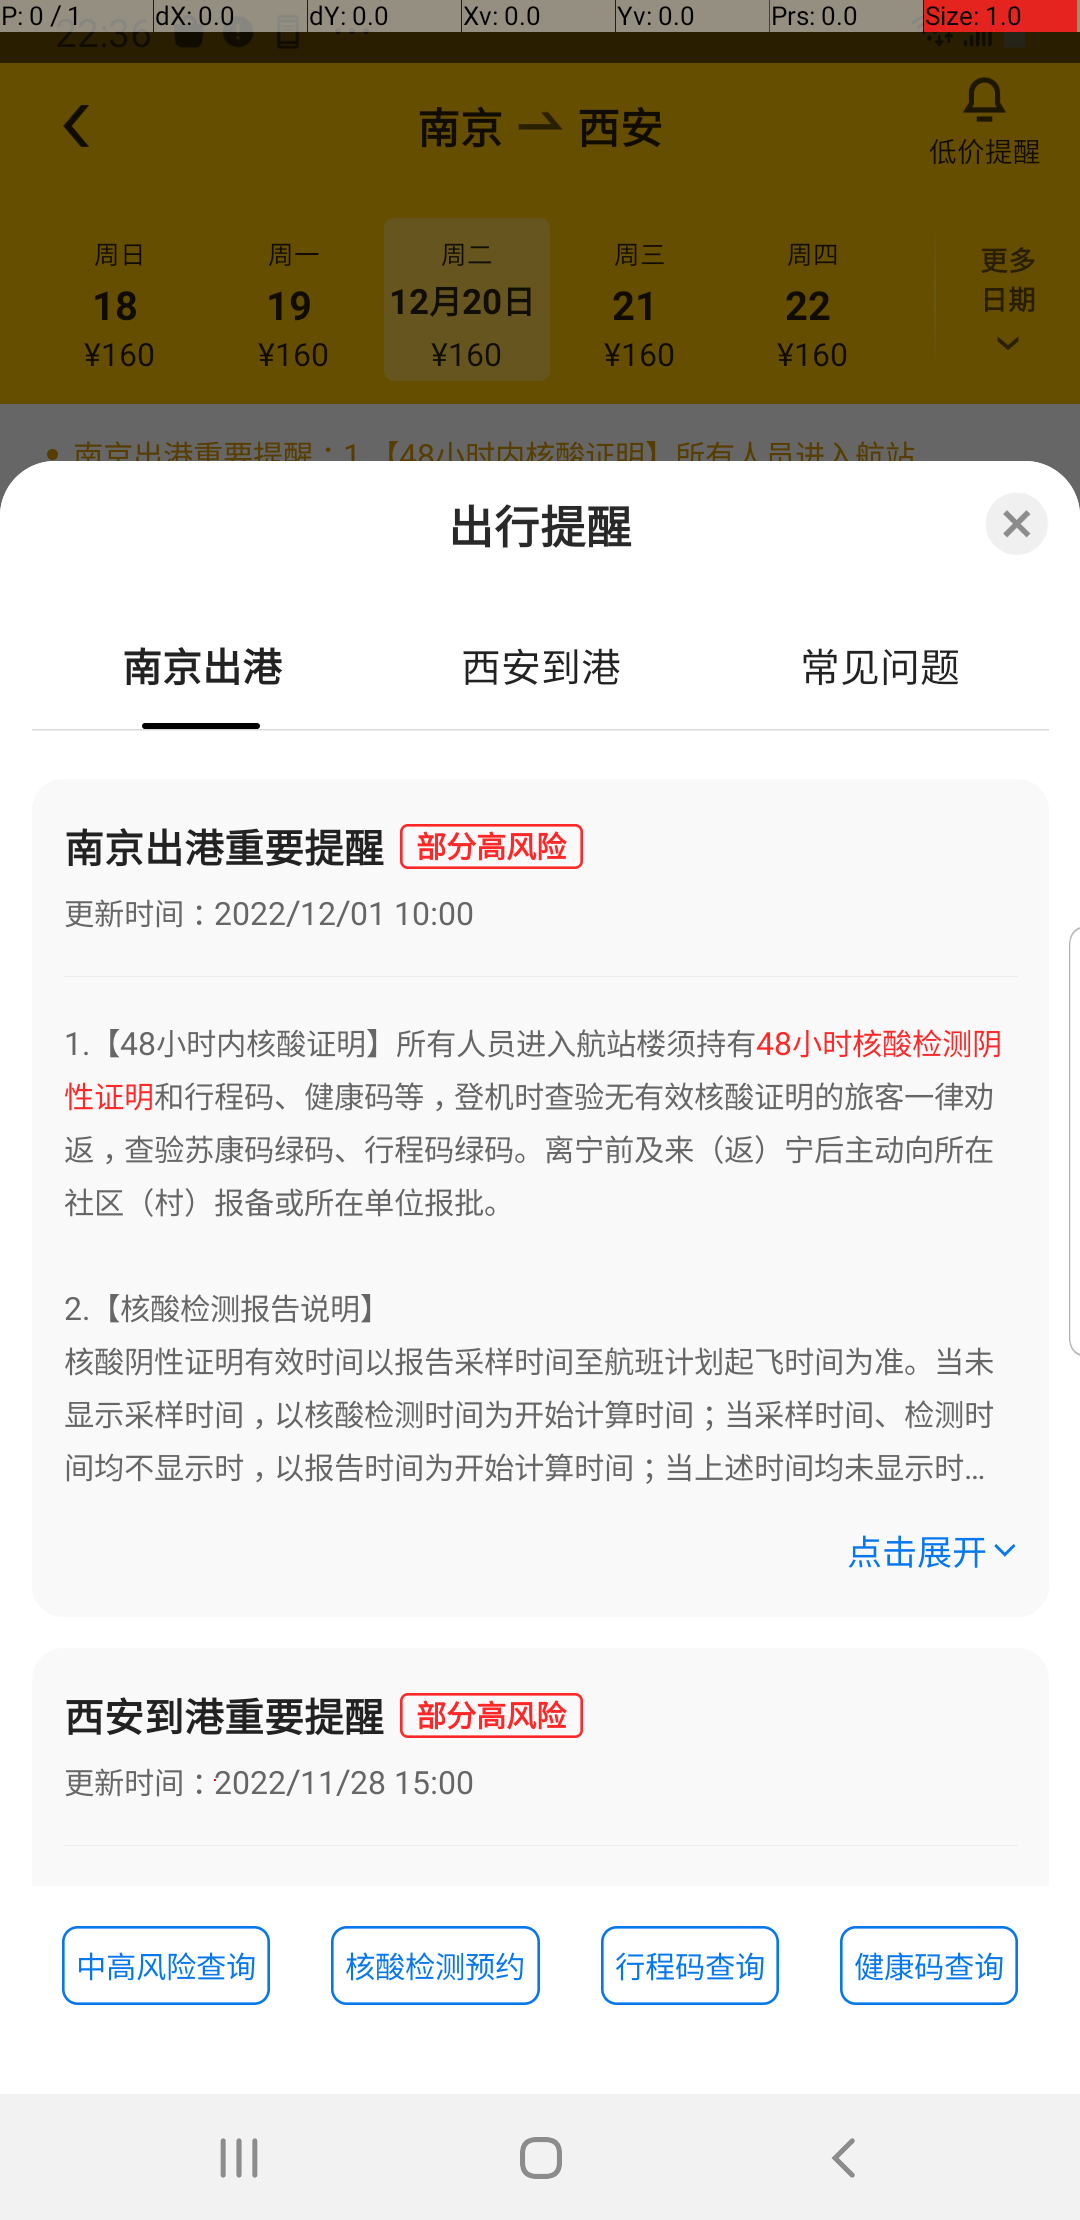 P: 0 / 1 dX: 0.0 dY: 0.0 Xv: 0.0 Yv: 0.0 Prs: 0.0 Size: 1.0
22:36
南京 西安
低价提醒
周日 周一 周二 周三 周四 更多
18 19 12月20日 21 22 日期
¥160 ¥160 ¥160 ¥160 ¥160
南京出港重要提醒：1.【48小时内核酸证明】所有人员进入航站
出行提醒
南京出港 西安到港 常见问题
南京出港重要提醒 部分高风险
更新时间：2022/12/01 10:00
1.【48小时内核酸证明】所有人员进入航站楼须持有48小时核酸检测阴
性证明和行程码、健康码等，登机时查验无有效核酸证明的旅客一律劝
返，查验苏康码绿码、行程码绿码。离宁前及来（返）宁后主动向所在
社区（村）报备或所在单位报批。
2.【核酸检测报告说明】
核酸阴性证明有效时间以报告采样时间至航班计划起飞时间为准。当未
显示采样时间，以核酸检测时间为开始计算时间；当采样时间、检测时
间均不显示时，以报告时间为开始计算时间；当上述时间均未显示时...
点击展开
西安到港重要提醒 部分高风险
更新时间：2022/11/28 15:00
中高风险查询 核酸检测预约 行程码查询 健康码查询